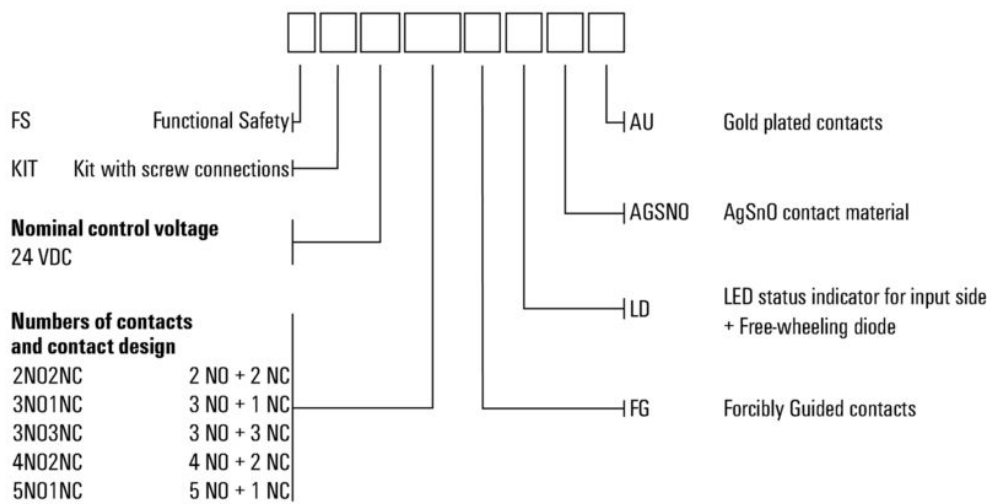 FS Functional Safety
KIT Kit with screw connections
Nominal control voltage
24 VDC
Numbers of contacts
and contact design
2NO2NC 2 NO + 2 NC
3NO1NC 3 NO + 1 NC
3NO3NC 3 NO + 3 NC
4NO2NC 4 NO + 2 NC
5NO1NC 5 NO + 1 NC
AU Gold plated contacts
AGSNO AgSnO contact material
LD LED status indicator for input side
+ Free-wheeling diode
FG Forcibly Guided contacts